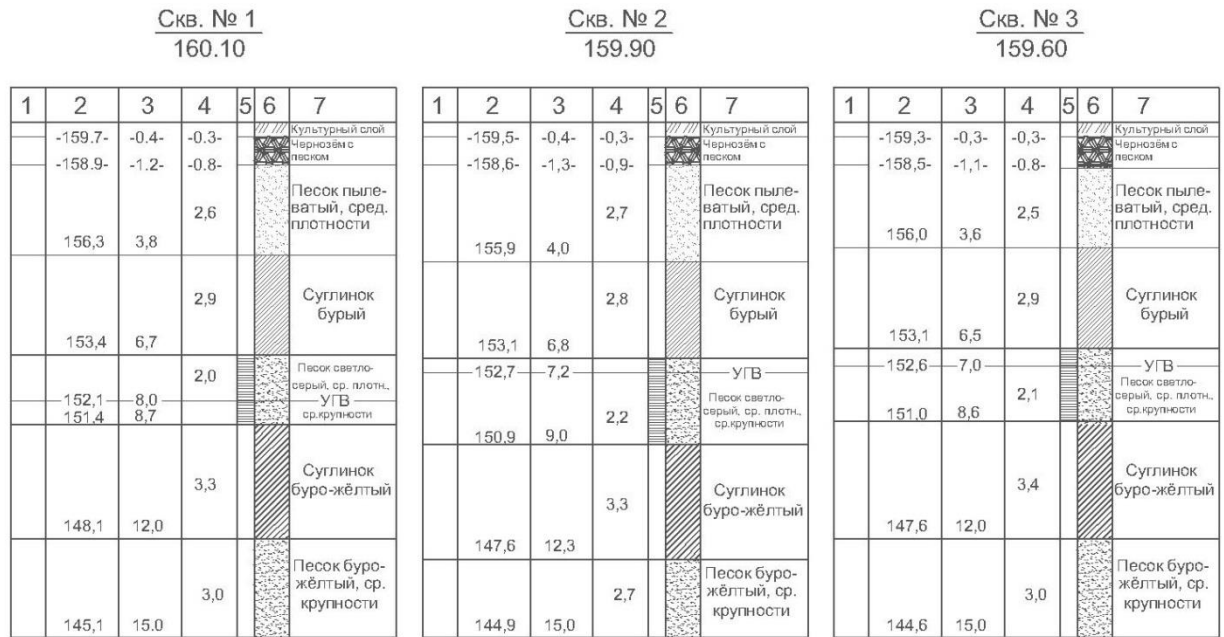 Скв. № 1
160.10
1 2 3 4 5 6 7
-159.7- -0.4- -0.3- Культурный слой
Чернозём с
-158.9- -1.2- -0.8- песком
Песок пыле-
2,6 ватый, сред.
плотности
156,3 3,8
2,9 Суглинок
бурый
153,4 6,7
Песок светло-
2,0 серый, ср. плотн.,
152,1 8,0 УГВ
151.4 8,7 ср.крупности
Суглинок
3,3 буро-жёлтый
148,1 12,0
Песок буро-
жёлтый, ср.
3,0 крупности
145,1 15.0
Скв. № 2
159.90
1 2 3 4 5 6 7
-159,5- -0,4- -0,3- Культурный слой
Чернозём с
-158,6- -1,3- -0,9- песком
Песок пыле-
2,7 ватый, сред.
плотности
155,9 4,0
2,8 Суглинок
бурый
153,1 6,8
152,7 7,2 УГВ
Песок светло-
2,2 серый, ср. плотн.,
ср.крупности
150,9 9,0
Суглинок
3,3 буро-жёлтый
147,6 12,3
Песок буро-
2,7 жёлтый, ср.
крупности
144,9 15,0
Скв. № 3
159.60
1 2 3 4 5 6 7
-159,3- -0,3- -0,3- Культурный слой
Чернозём с
-158,5- -1,1- -0.8- песком
Песок пыле-
2,5 ватый, сред.
плотности
156,0 3,6
2,9 Суглинок
бурый
153,1 6,5
152,6 7,0 УГВ
Песок светло-
2,1 серый, ср. плотн.,
151,0 8,6 ср.крупности
Суглинок
3,4 буро-жёлтый
147,6 12,0
Песок буро-
жёлтый, ср.
3,0 крупности
144,6 15,0